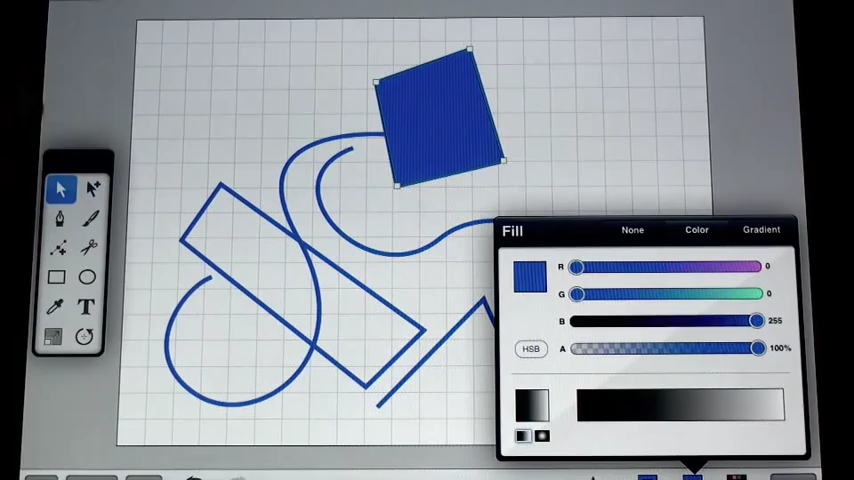 Fill None Color Gradient
R 0
G 0
B 255
HSB A 100%
T